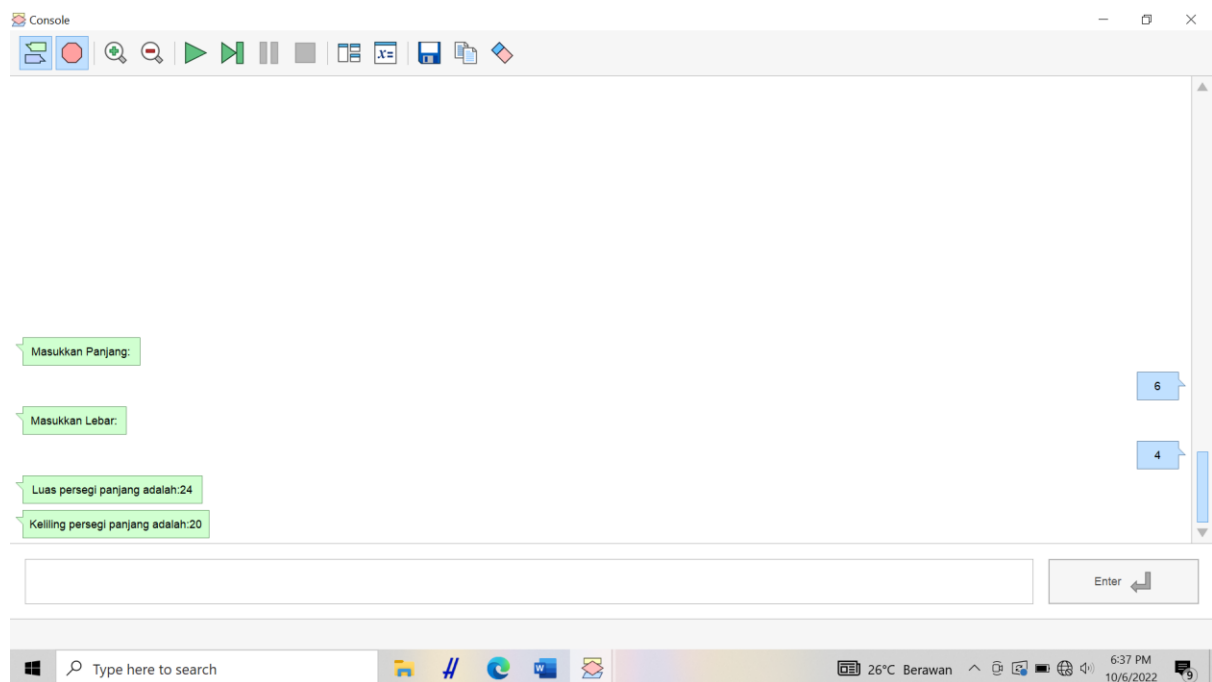 Console
x=
Masukkan Panjang:
6
Masukkan Lebar:
4
Luas persegi panjang adalah:24
Keliling persegi panjang adalah:20
Enter
Type here to search
26°C Berawan
6:37 PM
10/6/2022
9